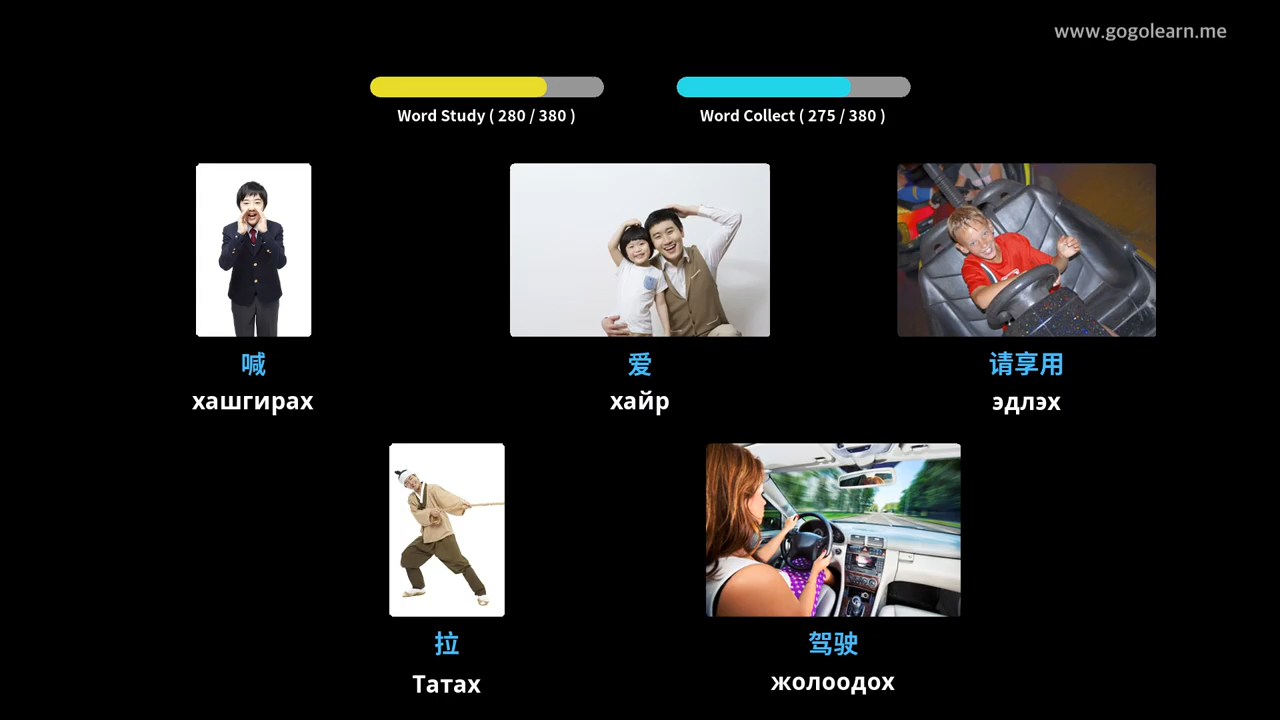 www.gogolearn.me
Word Study ( 280 / 380 )
Word Collect ( 275 / 380 )
喊
хашгирах
爱
хайр
请享用
эдлэх
拉
Татах
驾驶
жолоодох